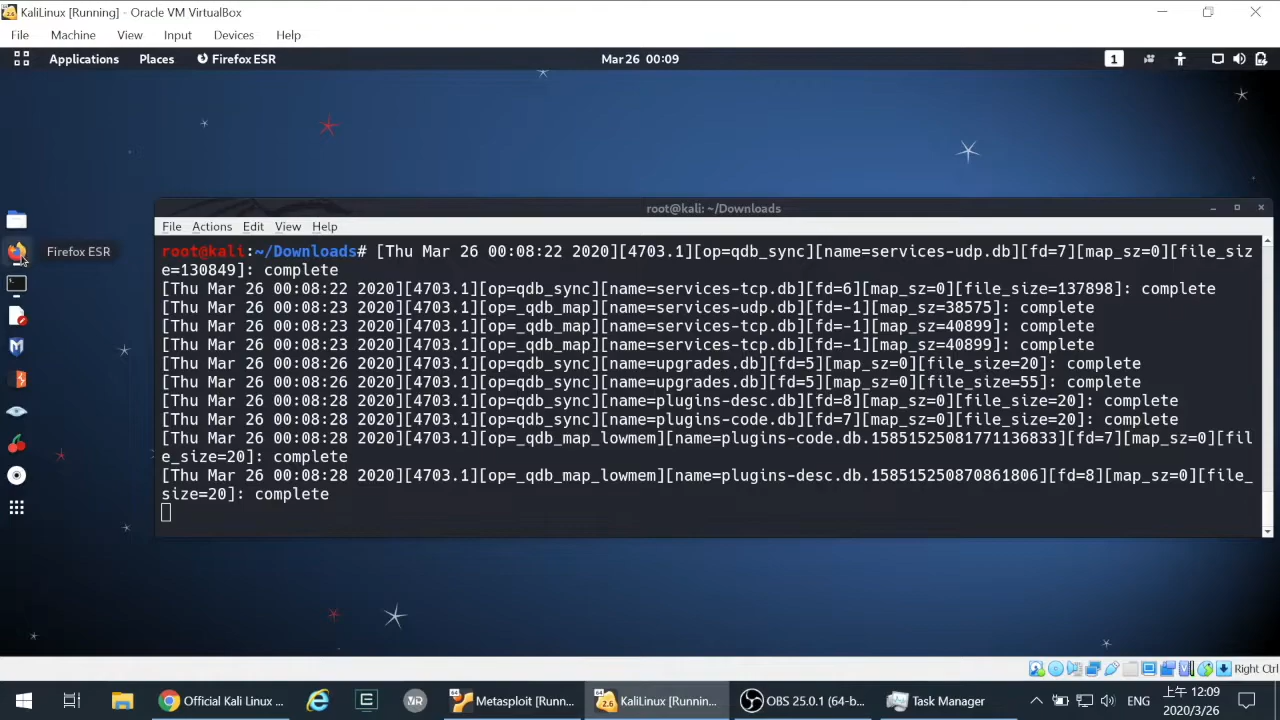 KaliLinux [Running] - Oracle VM VirtualBox
File Machine View Input Devices Help
Applications Places Firefox ESR Mar 26 00:09 1
root@kali: ~/Downloads
File Actions Edit View Help
Firefox ESR
root@kali:~/Downloads# [Thu Mar 26 00:08:22 2020][4703.1][op=qdb_sync][name=services-udp.db][fd=7][map_sz=0][file_siz
e=130849]: complete
[Thu Mar 26 00:08:22 2020][4703.1][op=qdb_sync][name=services-tcp.db][fd=6][map_sz=0][file_size=137898]: complete
[Thu Mar 26 00:08:23 2020][4703.1][op=_qdb_map][name=services-udp.db][fd=-1][map_sz=38575]: complete
[Thu Mar 26 00:08:23 2020][4703.1][op=_qdb_map][name=services-tcp.db][fd=-1][map_sz=40899]: complete
[Thu Mar 26 00:08:23 2020][4703.1][op=_qdb_map][name=services-tcp.db][fd=-1][map_sz=40899]: complete
[Thu Mar 26 00:08:26 2020][4703.1][op=qdb_sync][name=upgrades.db][fd=5][map_sz=0][file_size=20]: complete
[Thu Mar 26 00:08:26 2020][4703.1][op=qdb_sync][name=upgrades.db][fd=5][map_sz=0][file_size=55]: complete
[Thu Mar 26 00:08:28 2020][4703.1][op=qdb_sync][name=plugins-desc.db][fd=8][map_sz=0][file_size=20]: complete
[Thu Mar 26 00:08:28 2020][4703.1][op=qdb_sync][name=plugins-code.db][fd=7][map_sz=0][file_size=20]: complete
[Thu Mar 26 00:08:28 2020][4703.1][op=_qdb_map_lowmem][name=plugins-code.db.15851525081771136833][fd=7][map_sz=0][fil
e_size=20]: complete
[Thu Mar 26 00:08:28 2020][4703.1][op=_qdb_map_lowmem][name=plugins-desc.db.158515250870861806][fd=8][map_sz=0][file_
size=20]: complete
Right Ctrl
Official Kali Linux ... Metasploit [Runn... KaliLinux [Runnin... OBS 25.0.1 (64-b... Task Manager ENG 上午 12:09
2020/3/26